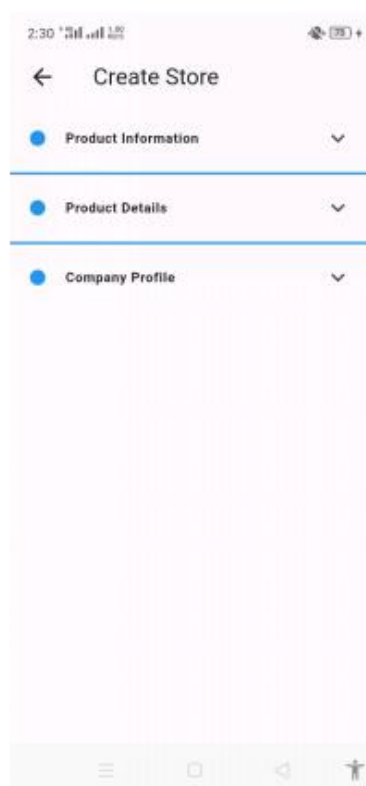 2:30
Create Store
Product Information
Product Details
Company Profile